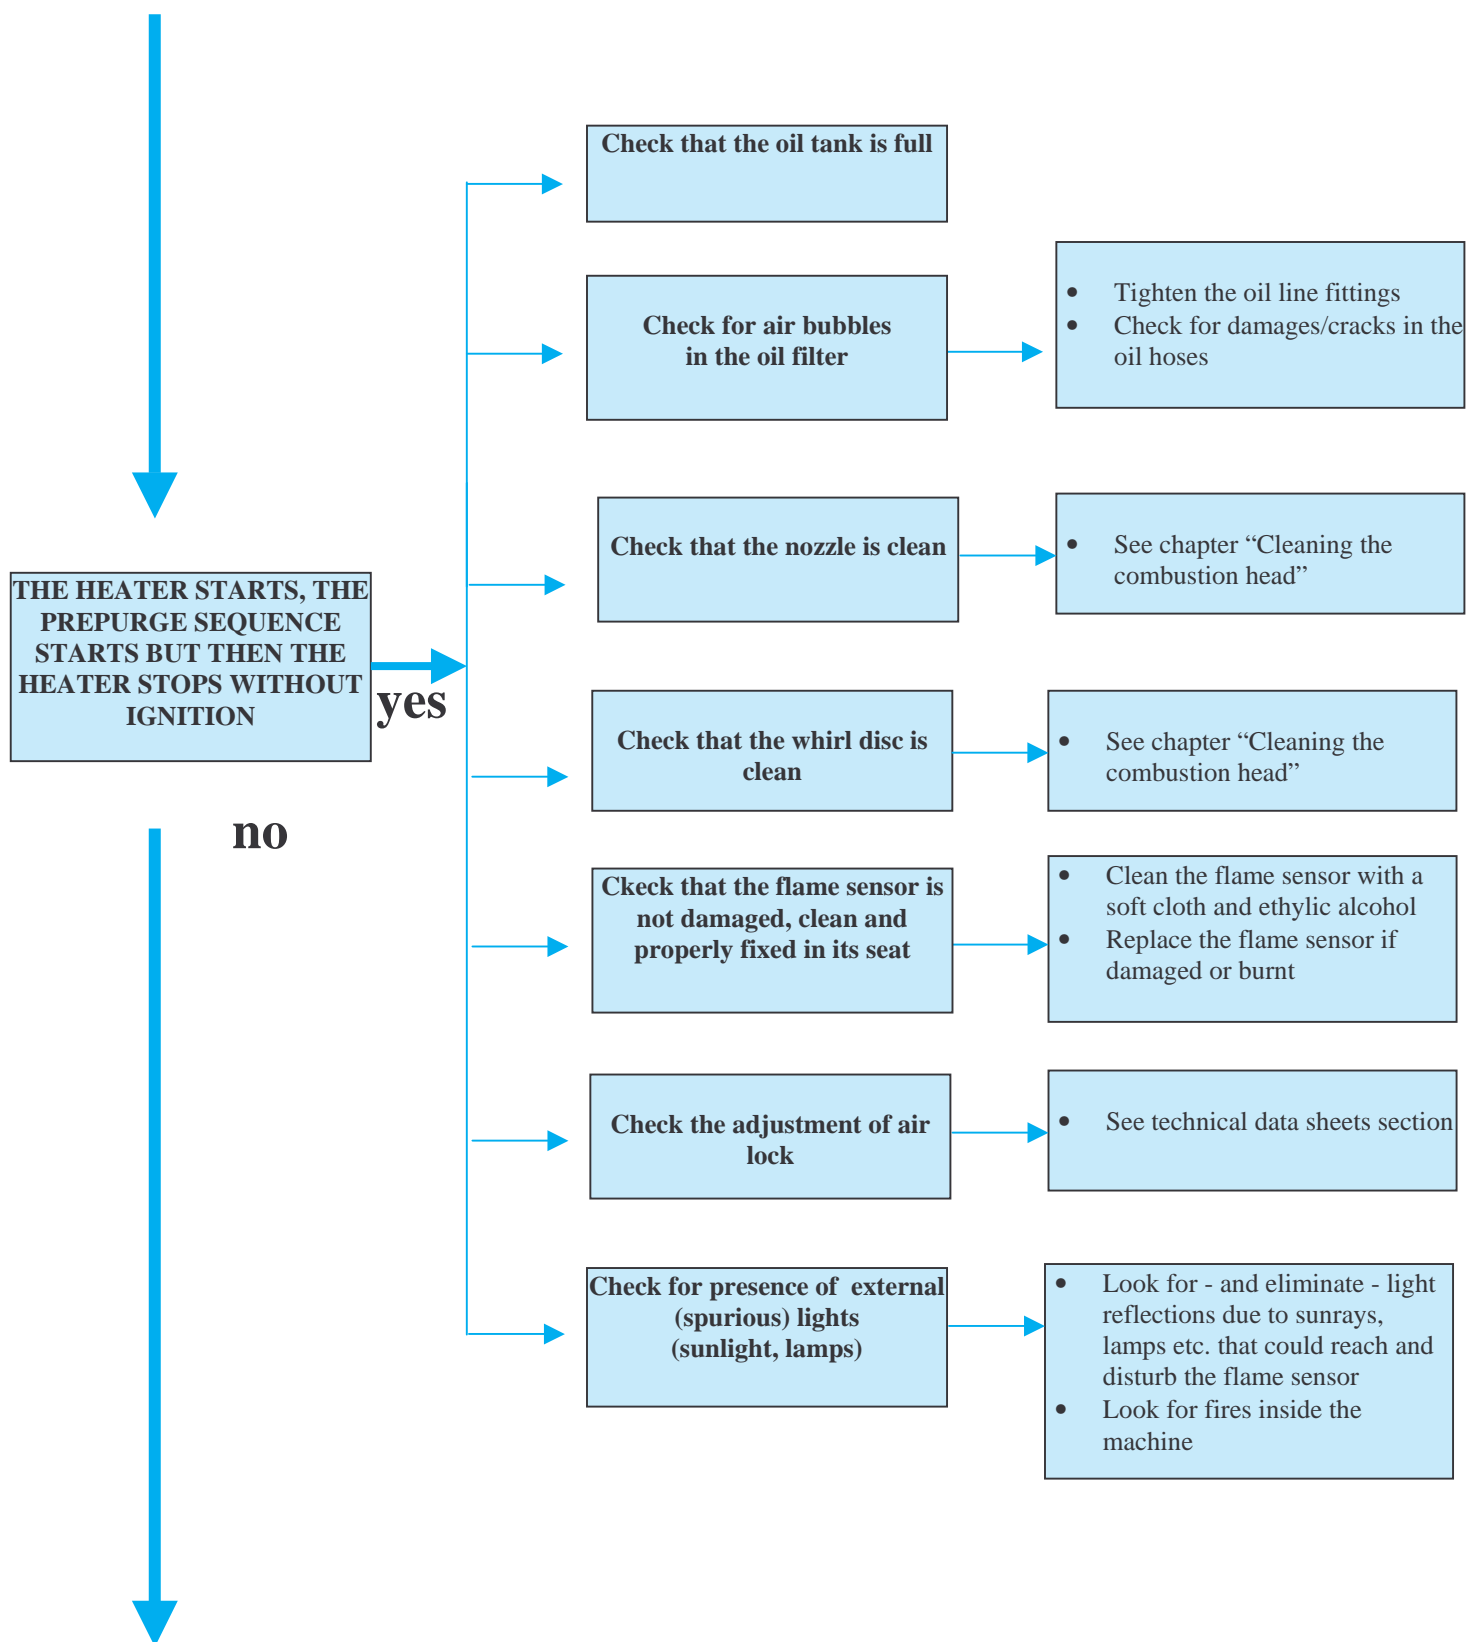 THE HEATER STARTS, THE
PREPURGE SEQUENCE
STARTS BUT THEN THE
HEATER STOPS WITHOUT
IGNITION
yes
no
Check that the oil tank is full
Check for air bubbles
in the oil filter
• Tighten the oil line fittings
• Check for damages/cracks in the
oil hoses
Check that the nozzle is clean
• See chapter “Cleaning the
combustion head”
Check that the whirl disc is
clean
• See chapter “Cleaning the
combustion head”
Ckeck that the flame sensor is
not damaged, clean and
properly fixed in its seat
• Clean the flame sensor with a
soft cloth and ethylic alcohol
• Replace the flame sensor if
damaged or burnt
Check the adjustment of air
lock
• See technical data sheets section
Check for presence of  external
(spurious) lights
(sunlight, lamps)
• Look for - and eliminate - light
reflections due to sunrays,
lamps etc. that could reach and
disturb the flame sensor
• Look for fires inside the
machine